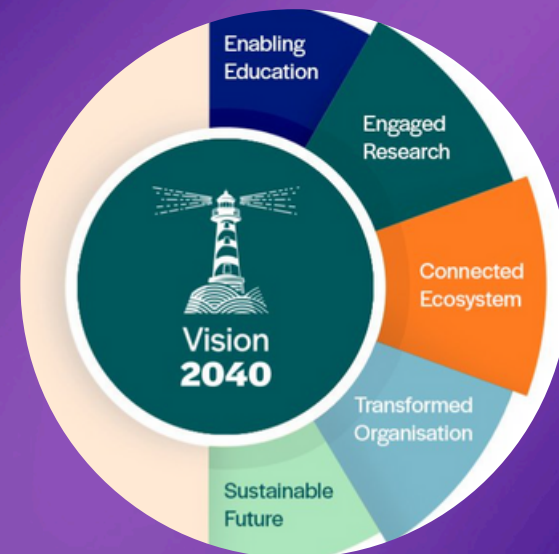 Enabling
Education
Engaged
Research
Connected
Ecosystem
Transformed
Organisation
Sustainable
Future
Vision
2040